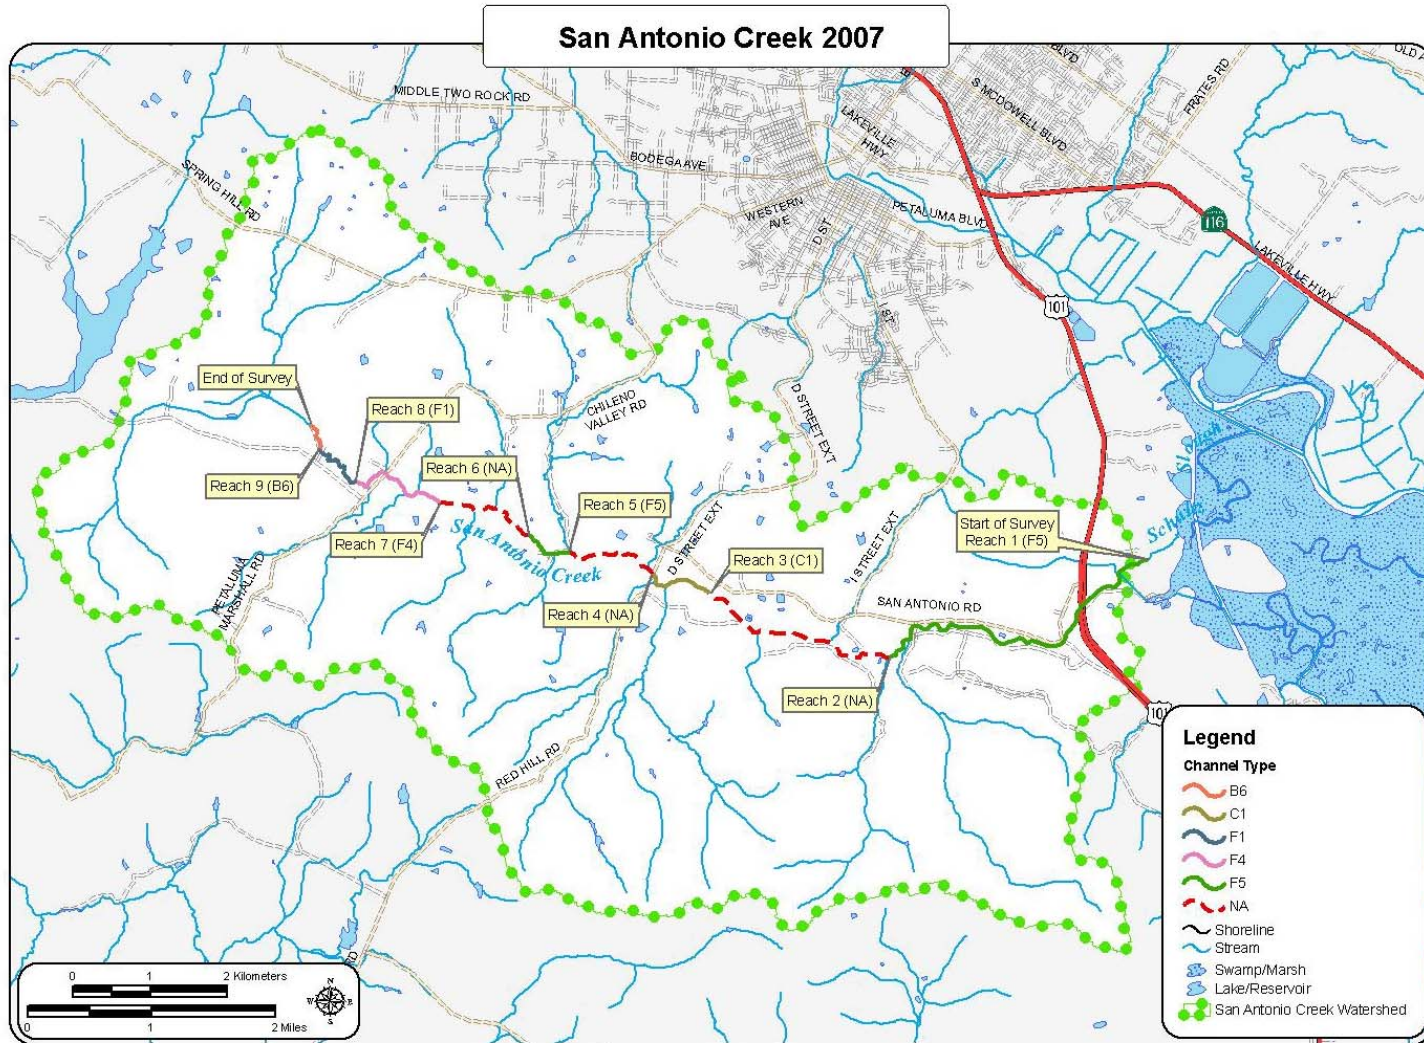 San Antonio Creek 2007
MIDDLE TWO ROCK RD
SPRING HILL RD
BODEGA AVE
WESTERN
AVE
D ST
I ST
LAKEVILLE
HWY
S MCDOWELL BLVD
BLVD
FRATES RD
PETALUMA BLVD
116
LAKEVILLE HWY
101
End of Survey
Reach 8 (F1)
CHILENO
VALLEY RD
D STREET EXT
Reach 9 (B6)
Reach 6 (NA)
Reach 5 (F5)
Reach 7 (F4)
San Antonio Creek
D STREET EXT
I STREET EXT
Start of Survey
Reach 1 (F5)
Reach 3 (C1)
Reach 4 (NA)
SAN ANTONIO RD
PETALUMA
MARSHALL RD
Reach 2 (NA)
RED HILL RD
101
RD
Legend
Channel Type
B6
C1
F1
F4
F5
NA
Shoreline
Stream
Swamp/Marsh
Lake/Reservoir
San Antonio Creek Watershed
0 1 2 Kilometers
0 1 2 Miles
N
W E
S